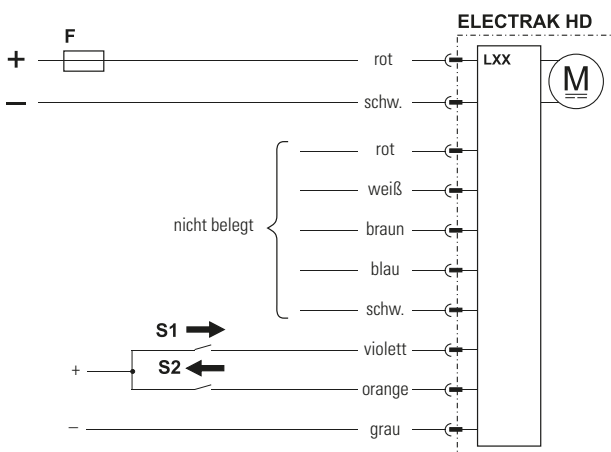 ELECTRAK HD
F
+
rot
LXX
M
−
schw.
rot
weiß
nicht belegt
braun
blau
schw.
S1
violett
+
S2
orange
−
grau